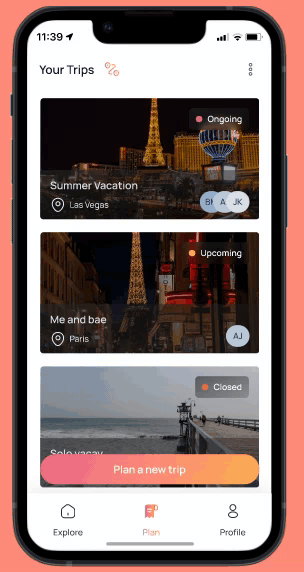 11:39
Your Trips
Ongoing
Summer Vacation
Las Vegas
A
JK
Upcoming
Me and bae
Paris
AJ
Closed
Solo vacay
Plan a new trip
Explore
Plan
Profile